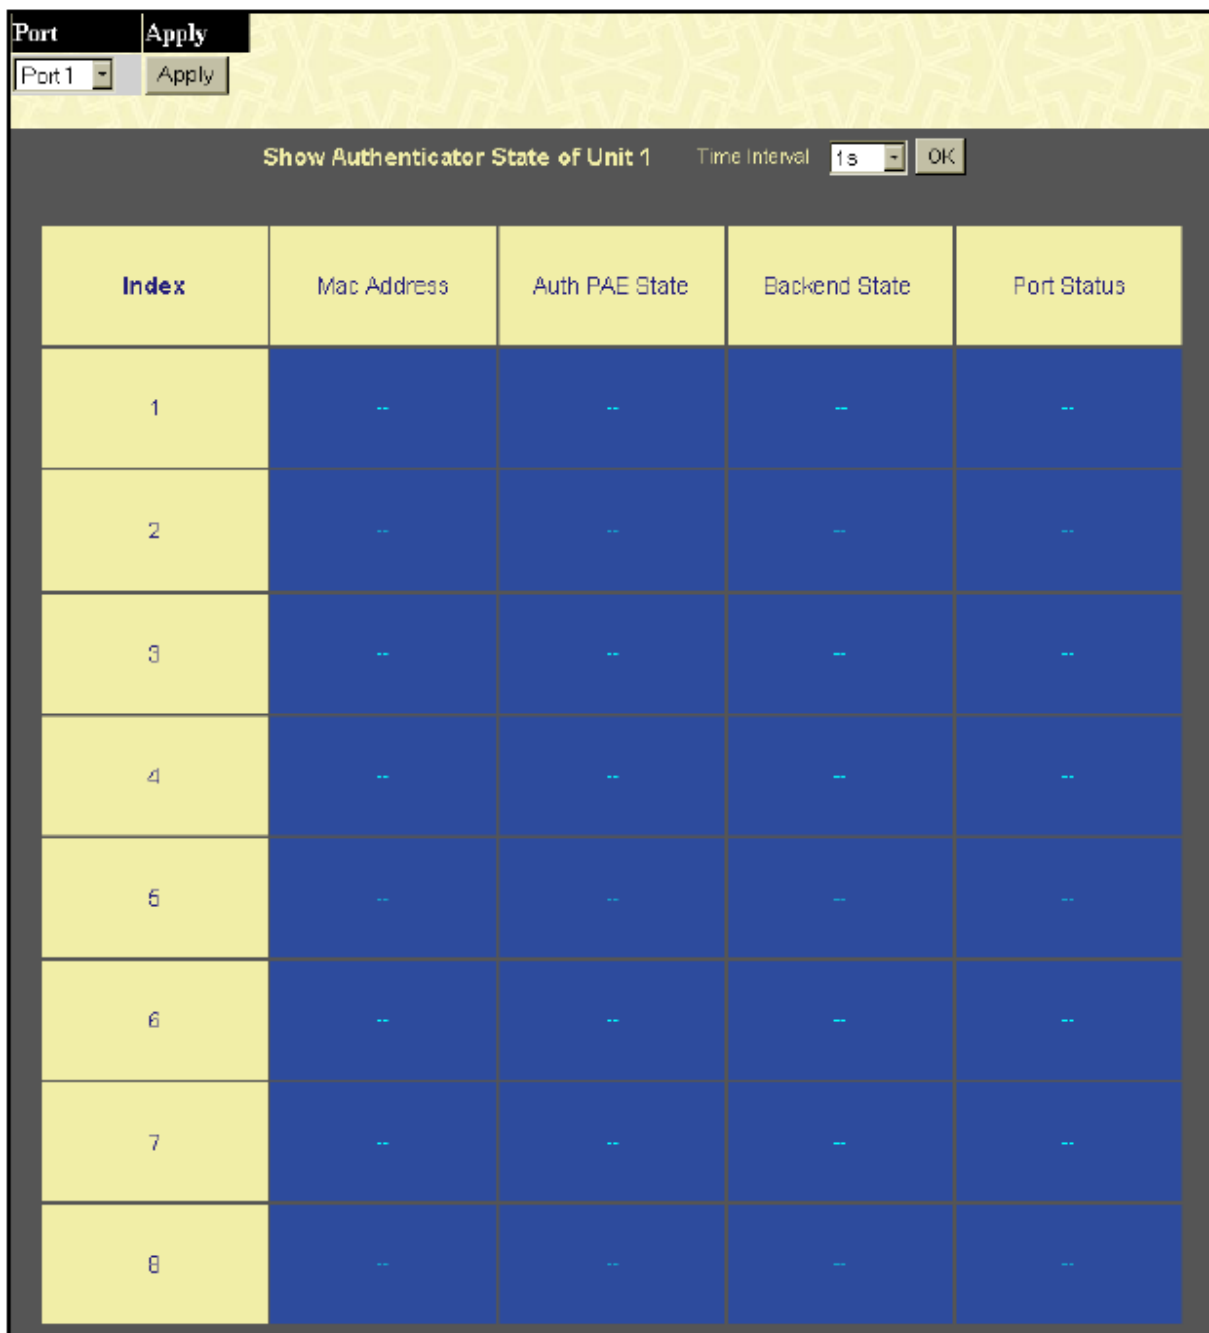 Port Apply
Port 1 Apply
Show Authenticator State of Unit 1 Time Interval 1s OK
Index Mac Address Auth PAE State Backend State Port Status
1 -- -- -- --
2 -- -- -- --
3 -- -- -- --
4 -- -- -- --
5 -- -- -- --
6 -- -- -- --
7 -- -- -- --
8 -- -- -- --